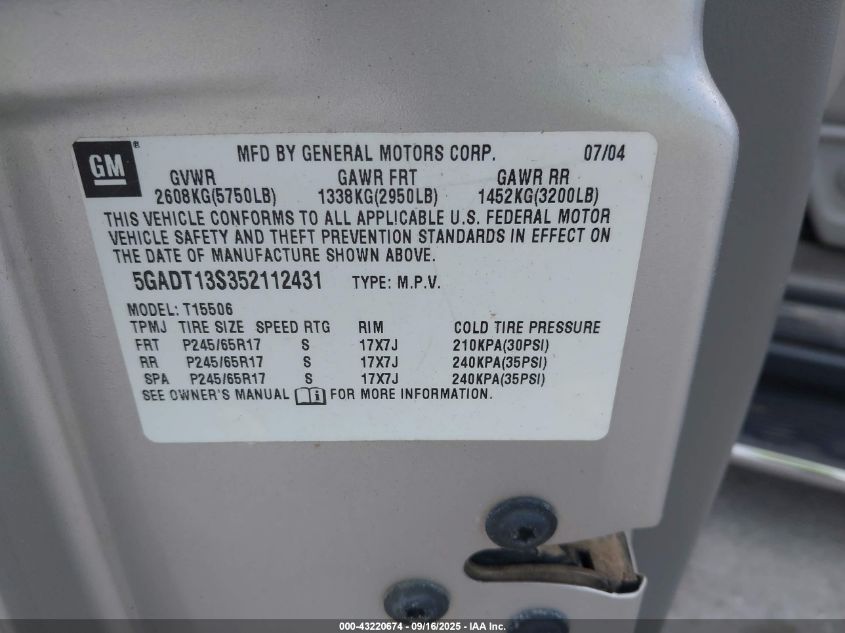 GM ® MFD BY GENERAL MOTORS CORP. 07/04
GVWR GAWR FRT GAWR RR
2608KG(5750LB) 1338KG(2950LB) 1452KG(3200LB)
THIS VEHICLE CONFORMS TO ALL APPLICABLE U.S. FEDERAL MOTOR
VEHICLE SAFETY AND THEFT PREVENTION STANDARDS IN EFFECT ON
THE DATE OF MANUFACTURE SHOWN ABOVE.
5GADT13S352112431 TYPE: M.P.V.
MODEL: T15506
TPMJ TIRE SIZE SPEED RTG RIM COLD TIRE PRESSURE
FRT P245/65R17 S 17X7J 210KPA(30PSI)
RR P245/65R17 S 17X7J 240KPA(35PSI)
SPA P245/65R17 S 17X7J 240KPA(35PSI)
SEE OWNER'S MANUAL i FOR MORE INFORMATION.
000-43220674 - 09/16/2025 - IAA Inc.